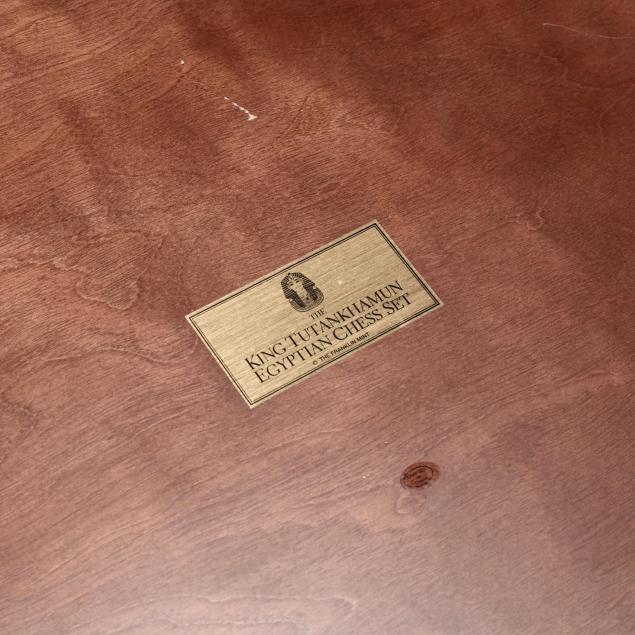 THE
KING TUTANKHAMUN
EGYPTIAN CHESS SET
© THE FRANKLIN MINT